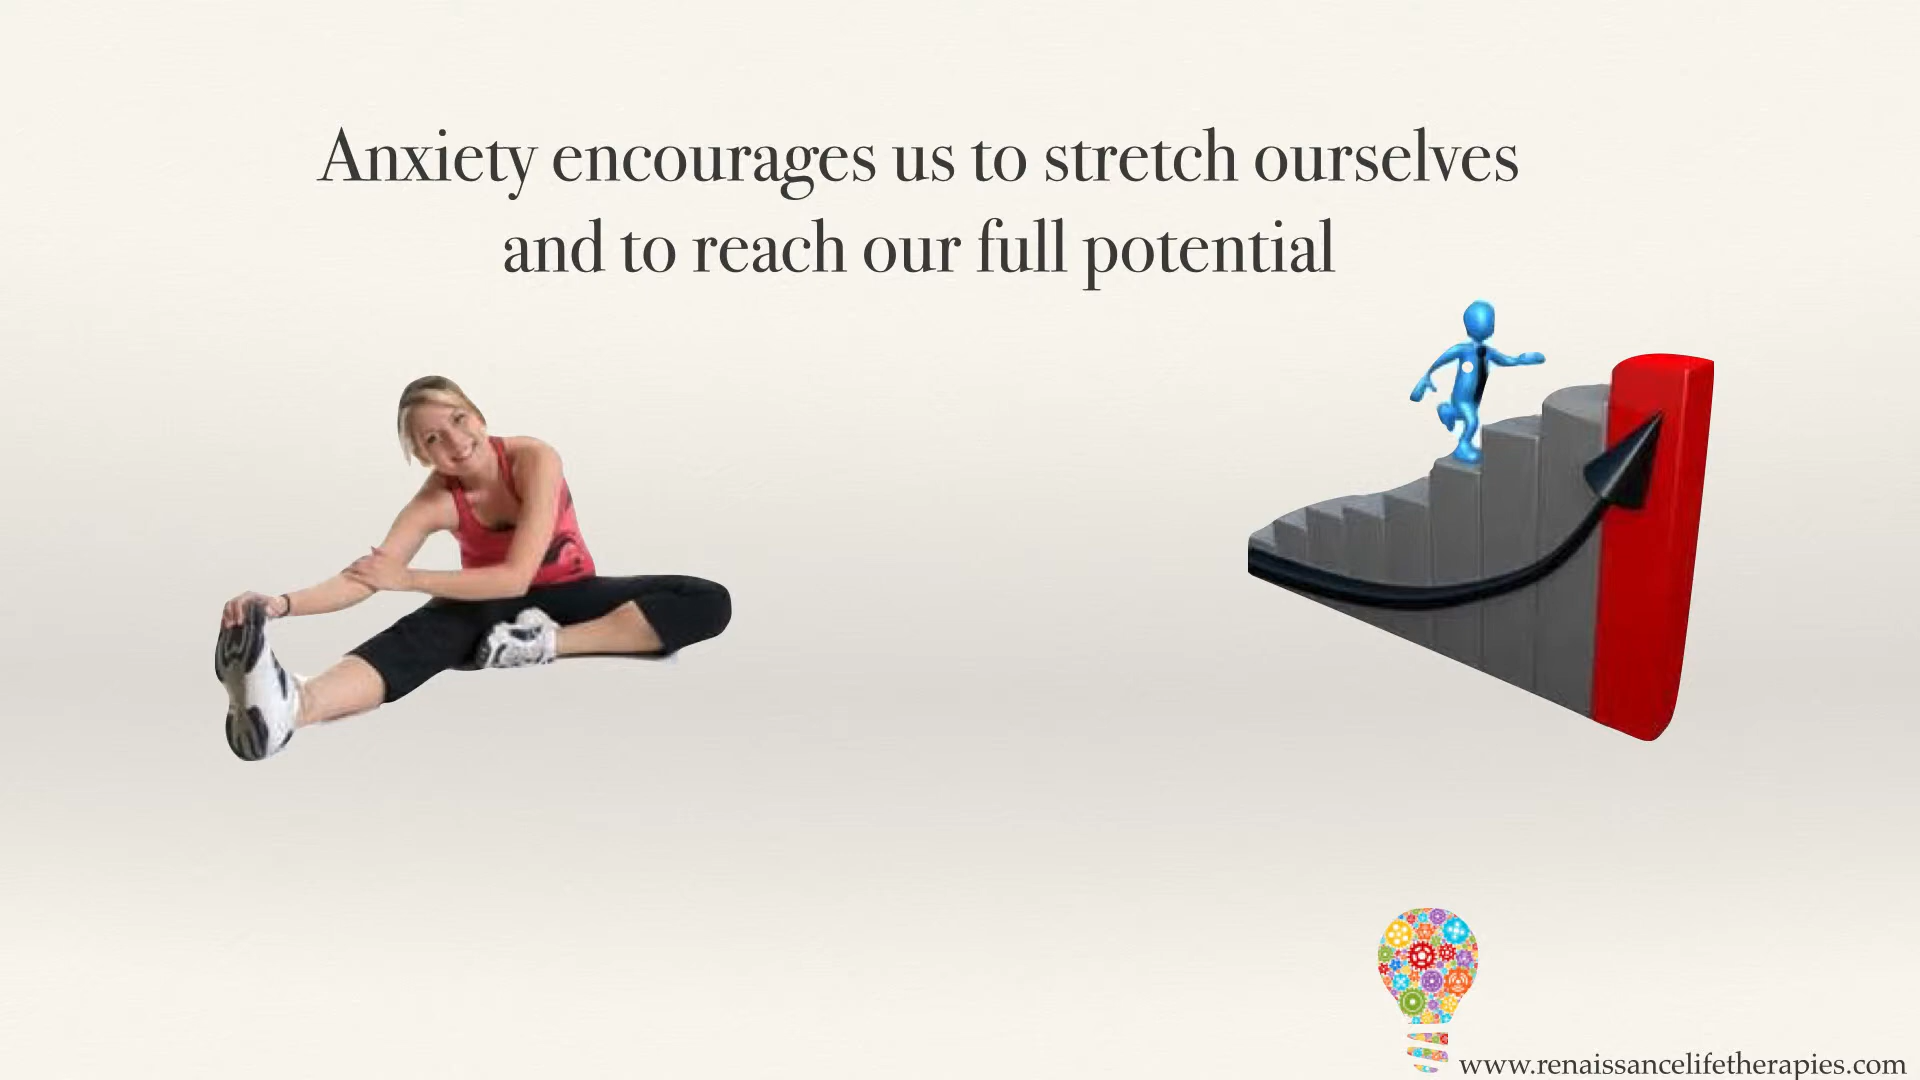 Anxiety encourages us to stretch ourselves
and to reach our full potential
www.renaissancelifetherapies.com